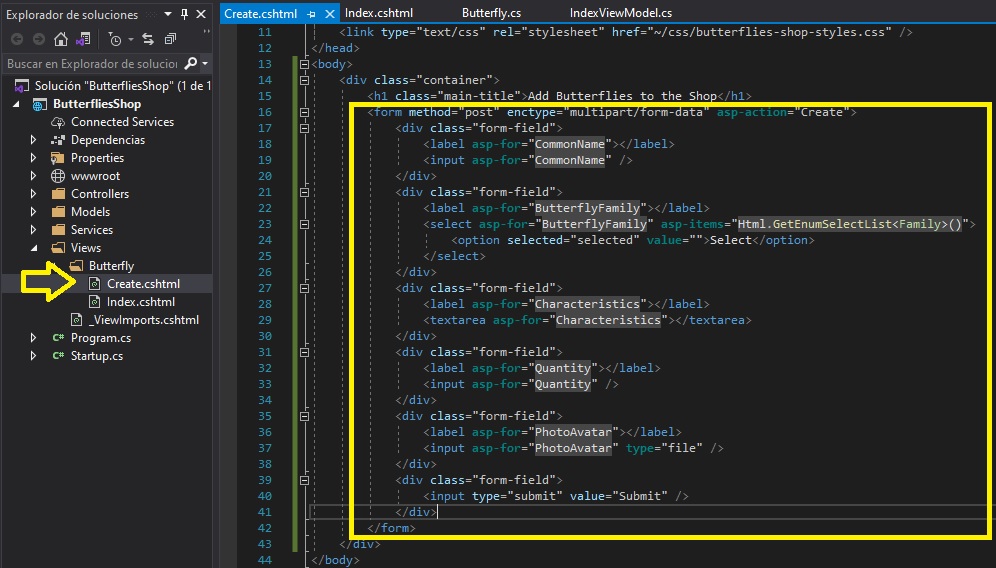 Explorador de soluciones
Buscar en Explorador de solucior
Solución "ButterfliesShop" (1 de 1
ButterfliesShop
Connected Services
Dependencias
Properties
wwwroot
Controllers
Models
Services
Views
Butterfly
Create.cshtml
Index.cshtml
_ViewImports.cshtml
C# Program.cs
C# Startup.cs
Create.cshtml Index.cshtml Butterfly.cs IndexViewModel.cs
11 <link type="text/css" rel="stylesheet" href="~/css/butterflies-shop-styles.css" />
12 </head>
13 <body>
14 <div class="container">
15 <h1 class="main-title">Add Butterflies to the Shop</h1>
16 <form method="post" enctype="multipart/form-data" asp-action="Create">
17 <div class="form-field">
18 <label asp-for="CommonName"></label>
19 <input asp-for="CommonName" />
20 </div>
21 <div class="form-field">
22 <label asp-for="ButterflyFamily"></label>
23 <select asp-for="ButterflyFamily" asp-items="Html.GetEnumSelectList<Family>()">
24 <option selected="selected" value="">Select</option>
25 </select>
26 </div>
27 <div class="form-field">
28 <label asp-for="Characteristics"></label>
29 <textarea asp-for="Characteristics"></textarea>
30 </div>
31 <div class="form-field">
32 <label asp-for="Quantity"></label>
33 <input asp-for="Quantity" />
34 </div>
35 <div class="form-field">
36 <label asp-for="PhotoAvatar"></label>
37 <input asp-for="PhotoAvatar" type="file" />
38 </div>
39 <div class="form-field">
40 <input type="submit" value="Submit" />
41 </div>
42 </form>
43 </div>
44 </body>